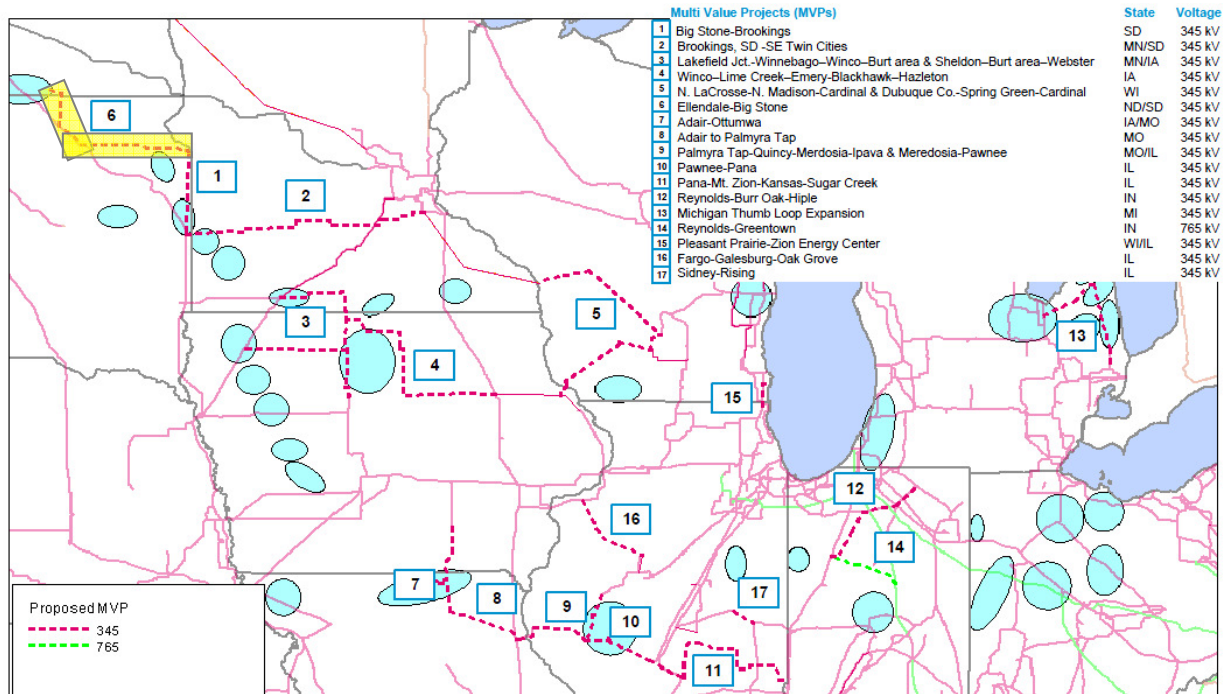 Multi Value Projects (MVPs) State Voltage
1 Big Stone-Brookings SD 345 kV
2 Brookings, SD -SE Twin Cities MN/SD 345 kV
3 Lakefield Jct.-Winnebago–Winco–Burt area & Sheldon–Burt area–Webster MN/IA 345 kV
4 Winco–Lime Creek–Emery-Blackhawk–Hazleton IA 345 kV
5 N. LaCrosse-N. Madison-Cardinal & Dubuque Co.-Spring Green-Cardinal WI 345 kV
6 Ellendale-Big Stone ND/SD 345 kV
7 Adair-Ottumwa IA/MO 345 kV
8 Adair to Palmyra Tap MO 345 kV
9 Palmyra Tap-Quincy-Merdosia-Ipava & Meredosia-Pawnee MO/IL 345 kV
10 Pawnee-Pana IL 345 kV
11 Pana-Mt. Zion-Kansas-Sugar Creek IL 345 kV
12 Reynolds-Burr Oak-Hiple IN 345 kV
13 Michigan Thumb Loop Expansion MI 345 kV
14 Reynolds-Greentown IN 765 kV
15 Pleasant Prairie-Zion Energy Center WI/IL 345 kV
16 Fargo-Galesburg-Oak Grove IL 345 kV
17 Sidney-Rising IL 345 kV
6
1
2
3
5
13
4
15
12
16
14
7
8
9
10
17
11
Proposed MVP
345
765